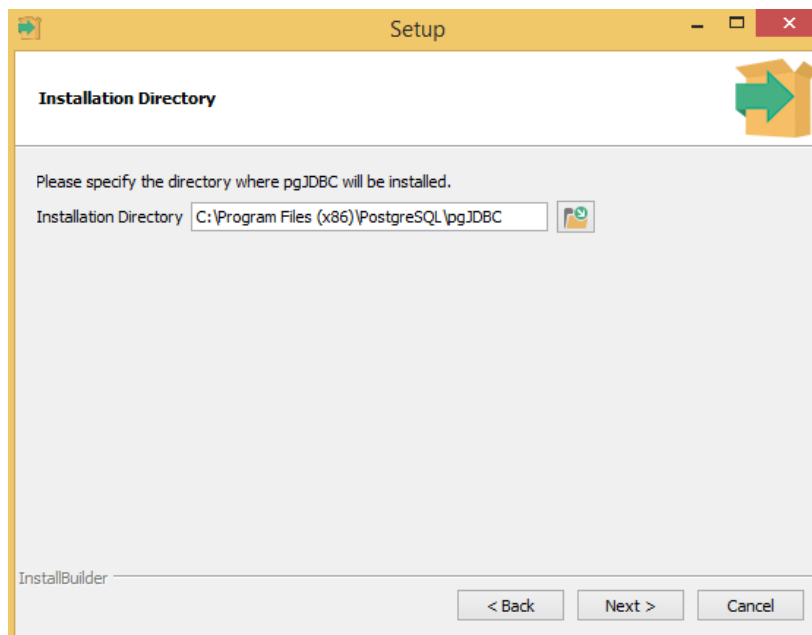 Setup
Installation Directory
Please specify the directory where pgJDBC will be installed.
Installation Directory C:\Program Files (x86)\PostgreSQL\pgJDBC
InstallBuilder
< Back Next > Cancel